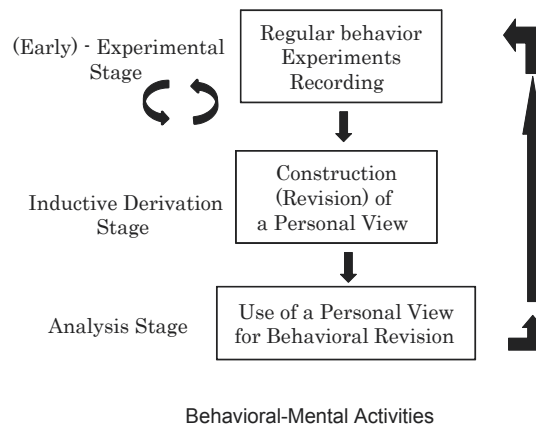 (Early) - Experimental
Stage
Regular behavior
Experiments
Recording
Inductive Derivation
Stage
Construction
(Revision) of
a Personal View
Analysis Stage
Use of a Personal View
for Behavioral Revision
Behavioral-Mental Activities